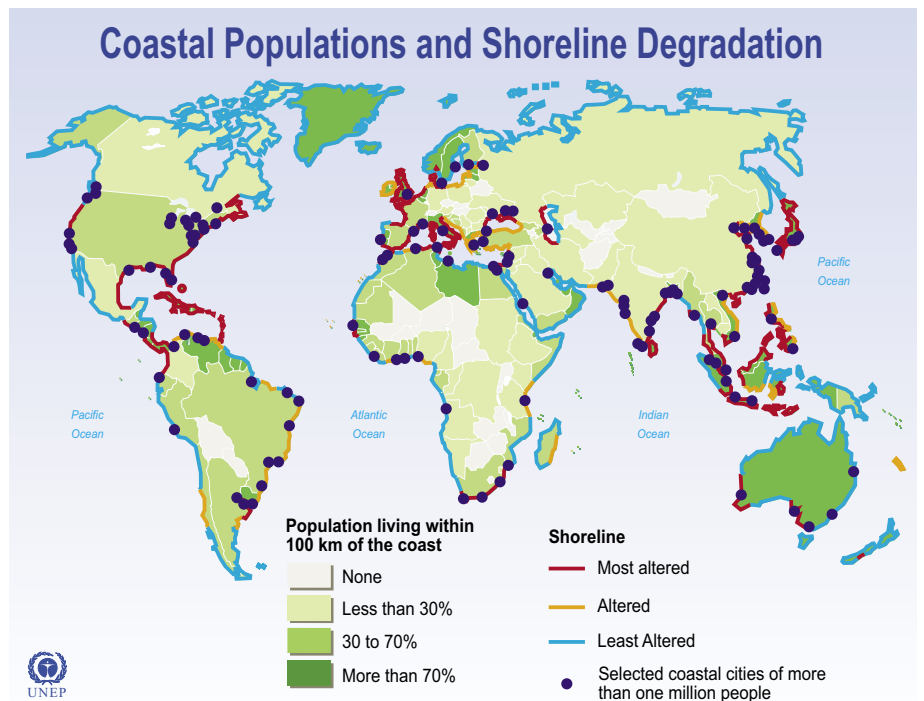 Coastal Populations and Shoreline Degradation
Pacific
Ocean
Pacific
Ocean
Atlantic
Ocean
Indian
Ocean
Population living within
100 km of the coast
None
Less than 30%
30 to 70%
More than 70%
Shoreline
Most altered
Altered
Least Altered
Selected coastal cities of more
than one million people
UNEP